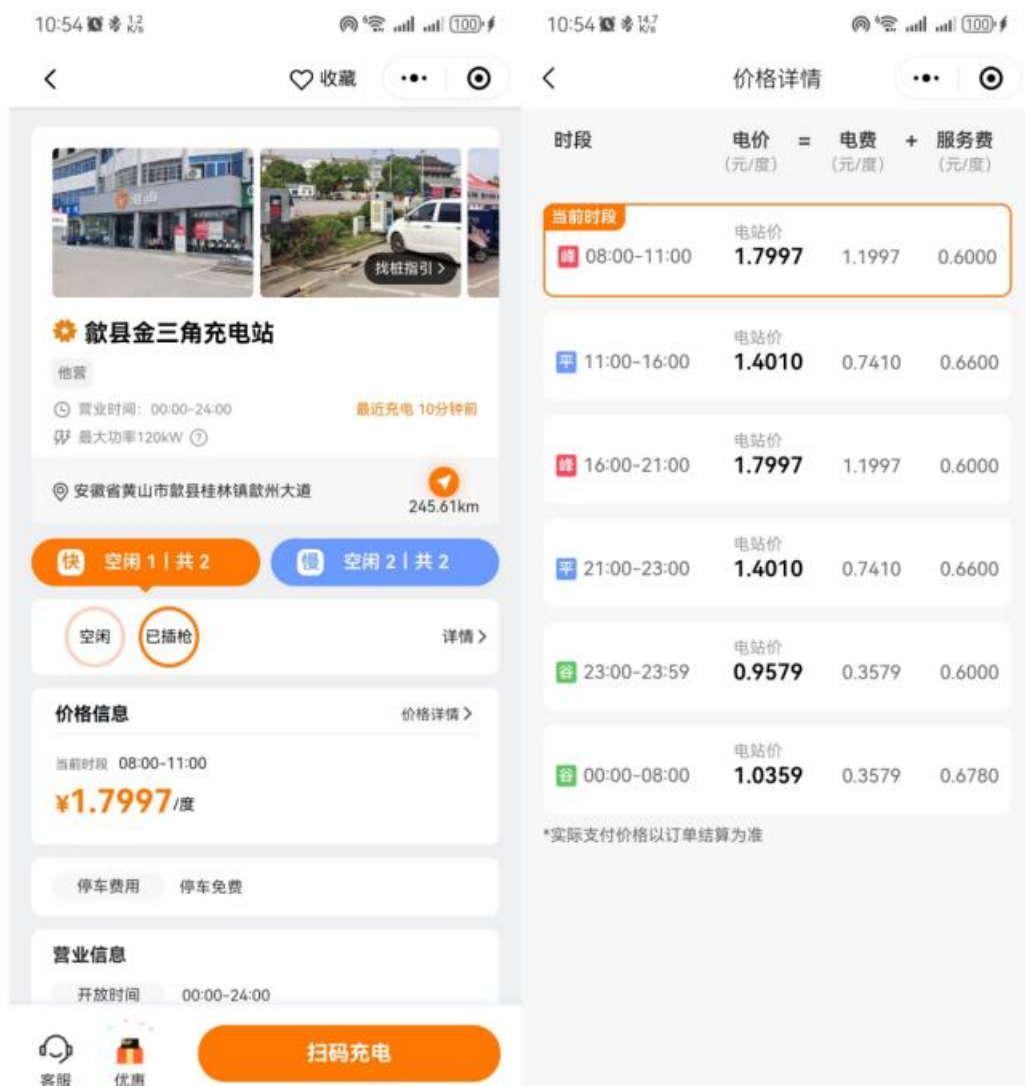 10:54 1.2 K/s 100
收藏
找桩指引 >
歙县金三角充电站
他营
营业时间: 00:00-24:00 最近充电 10分钟前
最大功率120kW ?
安徽省黄山市歙县桂林镇歙州大道
245.61km
快 空闲 1 | 共 2
慢 空闲 2 | 共 2
空闲 已插枪 详情 >
价格信息 价格详情 >
当前时段 08:00-11:00
¥1.7997/度
停车费用 停车免费
营业信息
开放时间 00:00-24:00
客服 优惠 扫码充电
10:54 14.7 K/s 100
价格详情
时段 电价 = 电费 + 服务费
(元/度) (元/度) (元/度)
当前时段
电站价
峰 08:00-11:00 1.7997 1.1997 0.6000
电站价
平 11:00-16:00 1.4010 0.7410 0.6600
电站价
峰 16:00-21:00 1.7997 1.1997 0.6000
电站价
平 21:00-23:00 1.4010 0.7410 0.6600
电站价
谷 23:00-23:59 0.9579 0.3579 0.6000
电站价
谷 00:00-08:00 1.0359 0.3579 0.6780
*实际支付价格以订单结算为准